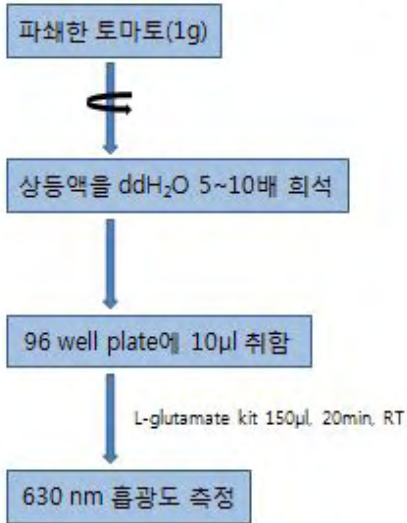 파쇄한 토마토(1g)
상등액을 ddH₂O 5~10배 희석
96 well plate에 10μl 취함
L-glutamate kit 150μl, 20min, RT
630 nm 흡광도 측정